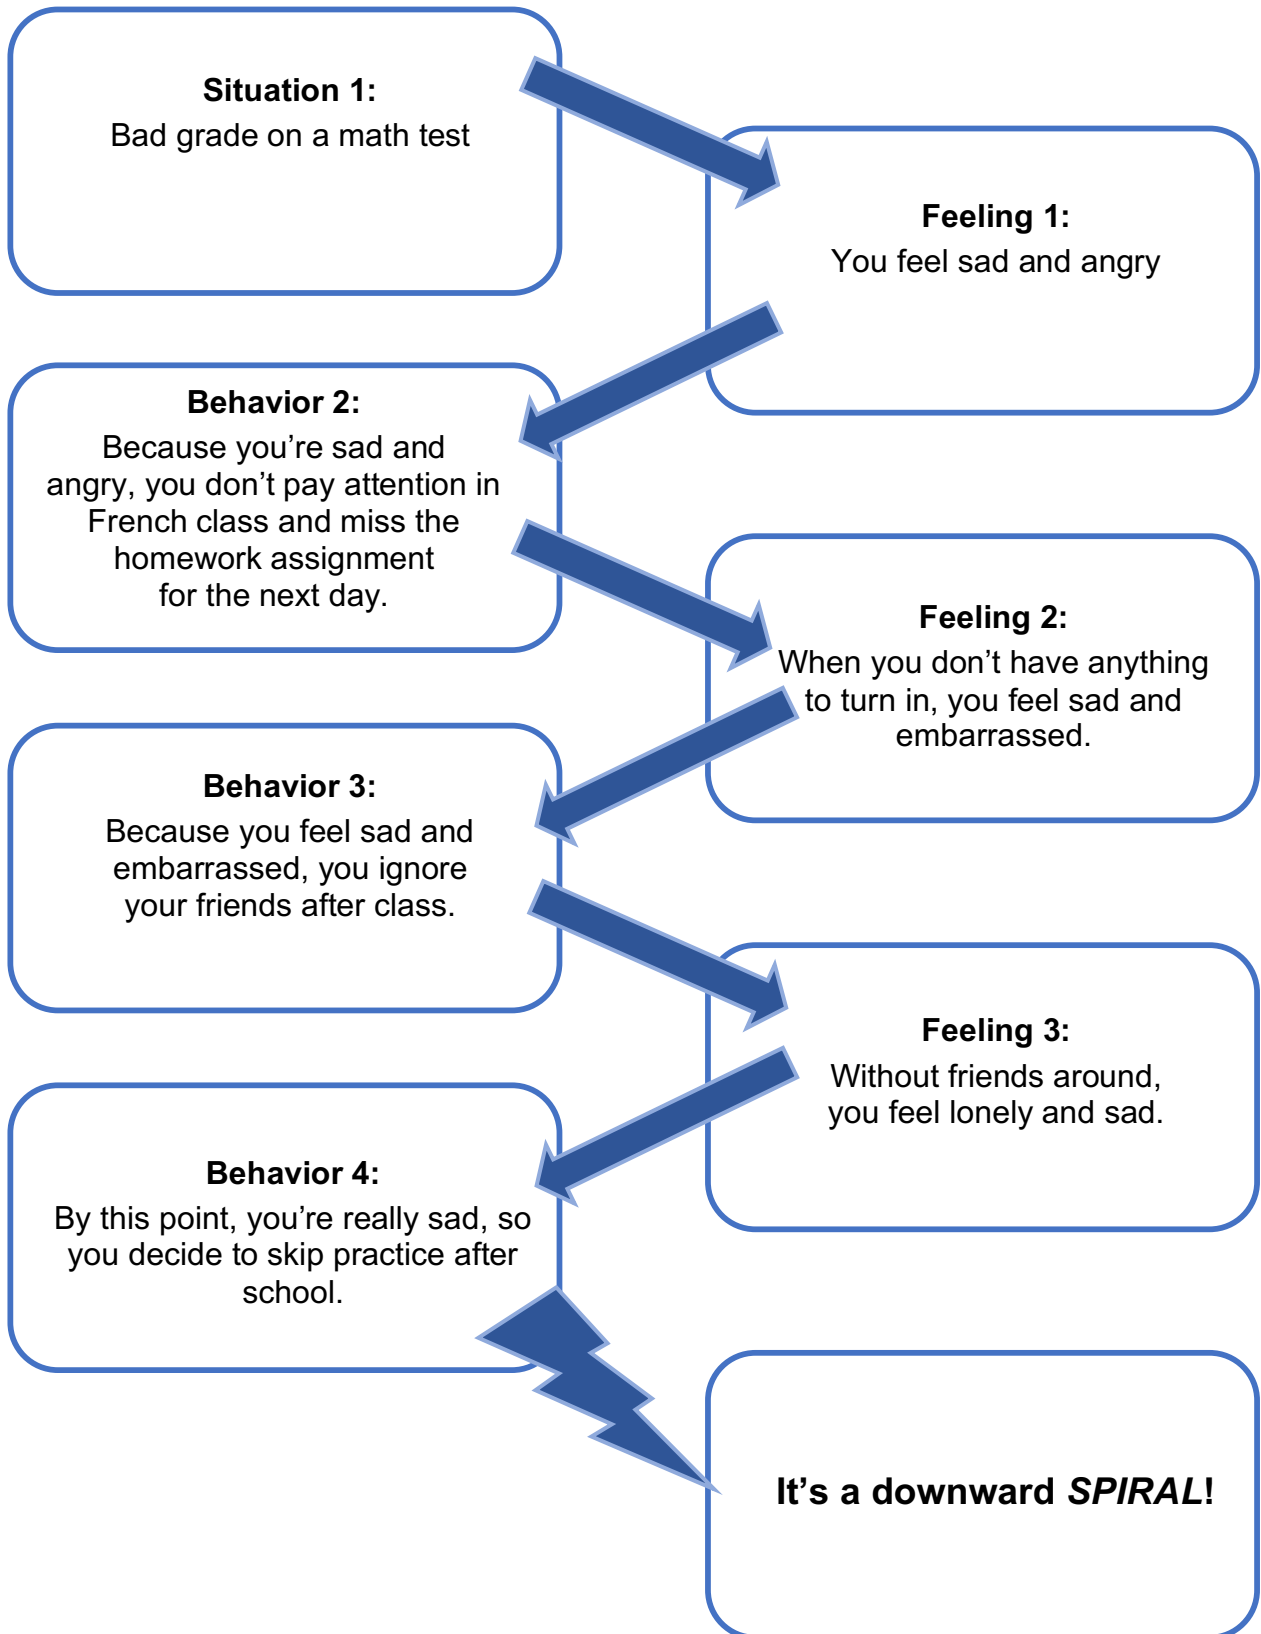 Situation 1:
Bad grade on a math test
Feeling 1:
You feel sad and angry
Behavior 2:
Because you’re sad and
angry, you don’t pay attention in
French class and miss the
homework assignment
for the next day.
Feeling 2:
When you don’t have anything
to turn in, you feel sad and
embarrassed.
Behavior 3:
Because you feel sad and
embarrassed, you ignore
your friends after class.
Feeling 3:
Without friends around,
you feel lonely and sad.
Behavior 4:
By this point, you’re really sad, so
you decide to skip practice after
school.
It’s a downward SPIRAL!